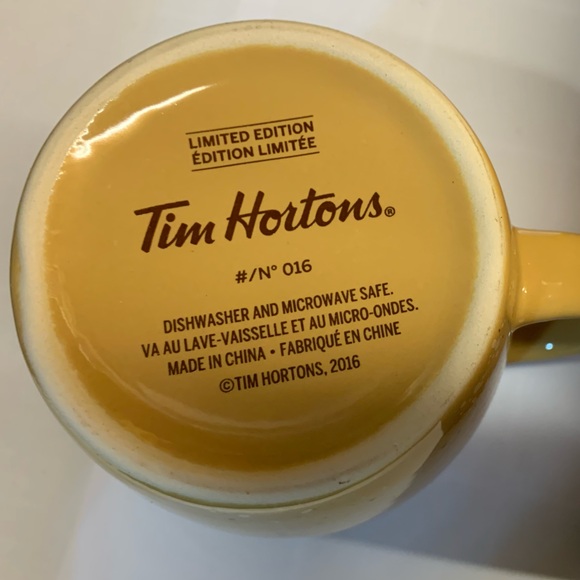 LIMITED EDITION
ÉDITION LIMITÉE
Tim Hortons®
#/N° 016
DISHWASHER AND MICROWAVE SAFE.
VA AU LAVE-VAISSELLE ET AU MICRO-ONDES.
MADE IN CHINA • FABRIQUÉ EN CHINE
©TIM HORTONS, 2016